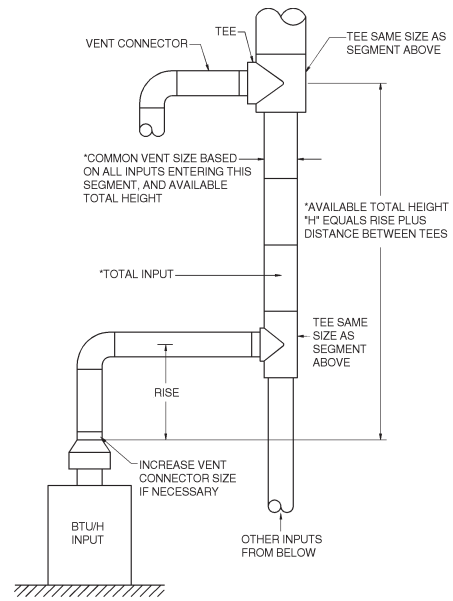 TEE
TEE SAME SIZE AS
SEGMENT ABOVE
VENT CONNECTOR
*COMMON VENT SIZE BASED
ON ALL INPUTS ENTERING THIS
SEGMENT, AND AVAILABLE
TOTAL HEIGHT
*AVAILABLE TOTAL HEIGHT
"H" EQUALS RISE PLUS
DISTANCE BETWEEN TEES
*TOTAL INPUT
TEE SAME
SIZE AS
SEGMENT
ABOVE
RISE
INCREASE VENT
CONNECTOR SIZE
IF NECESSARY
BTU/H
INPUT
OTHER INPUTS
FROM BELOW